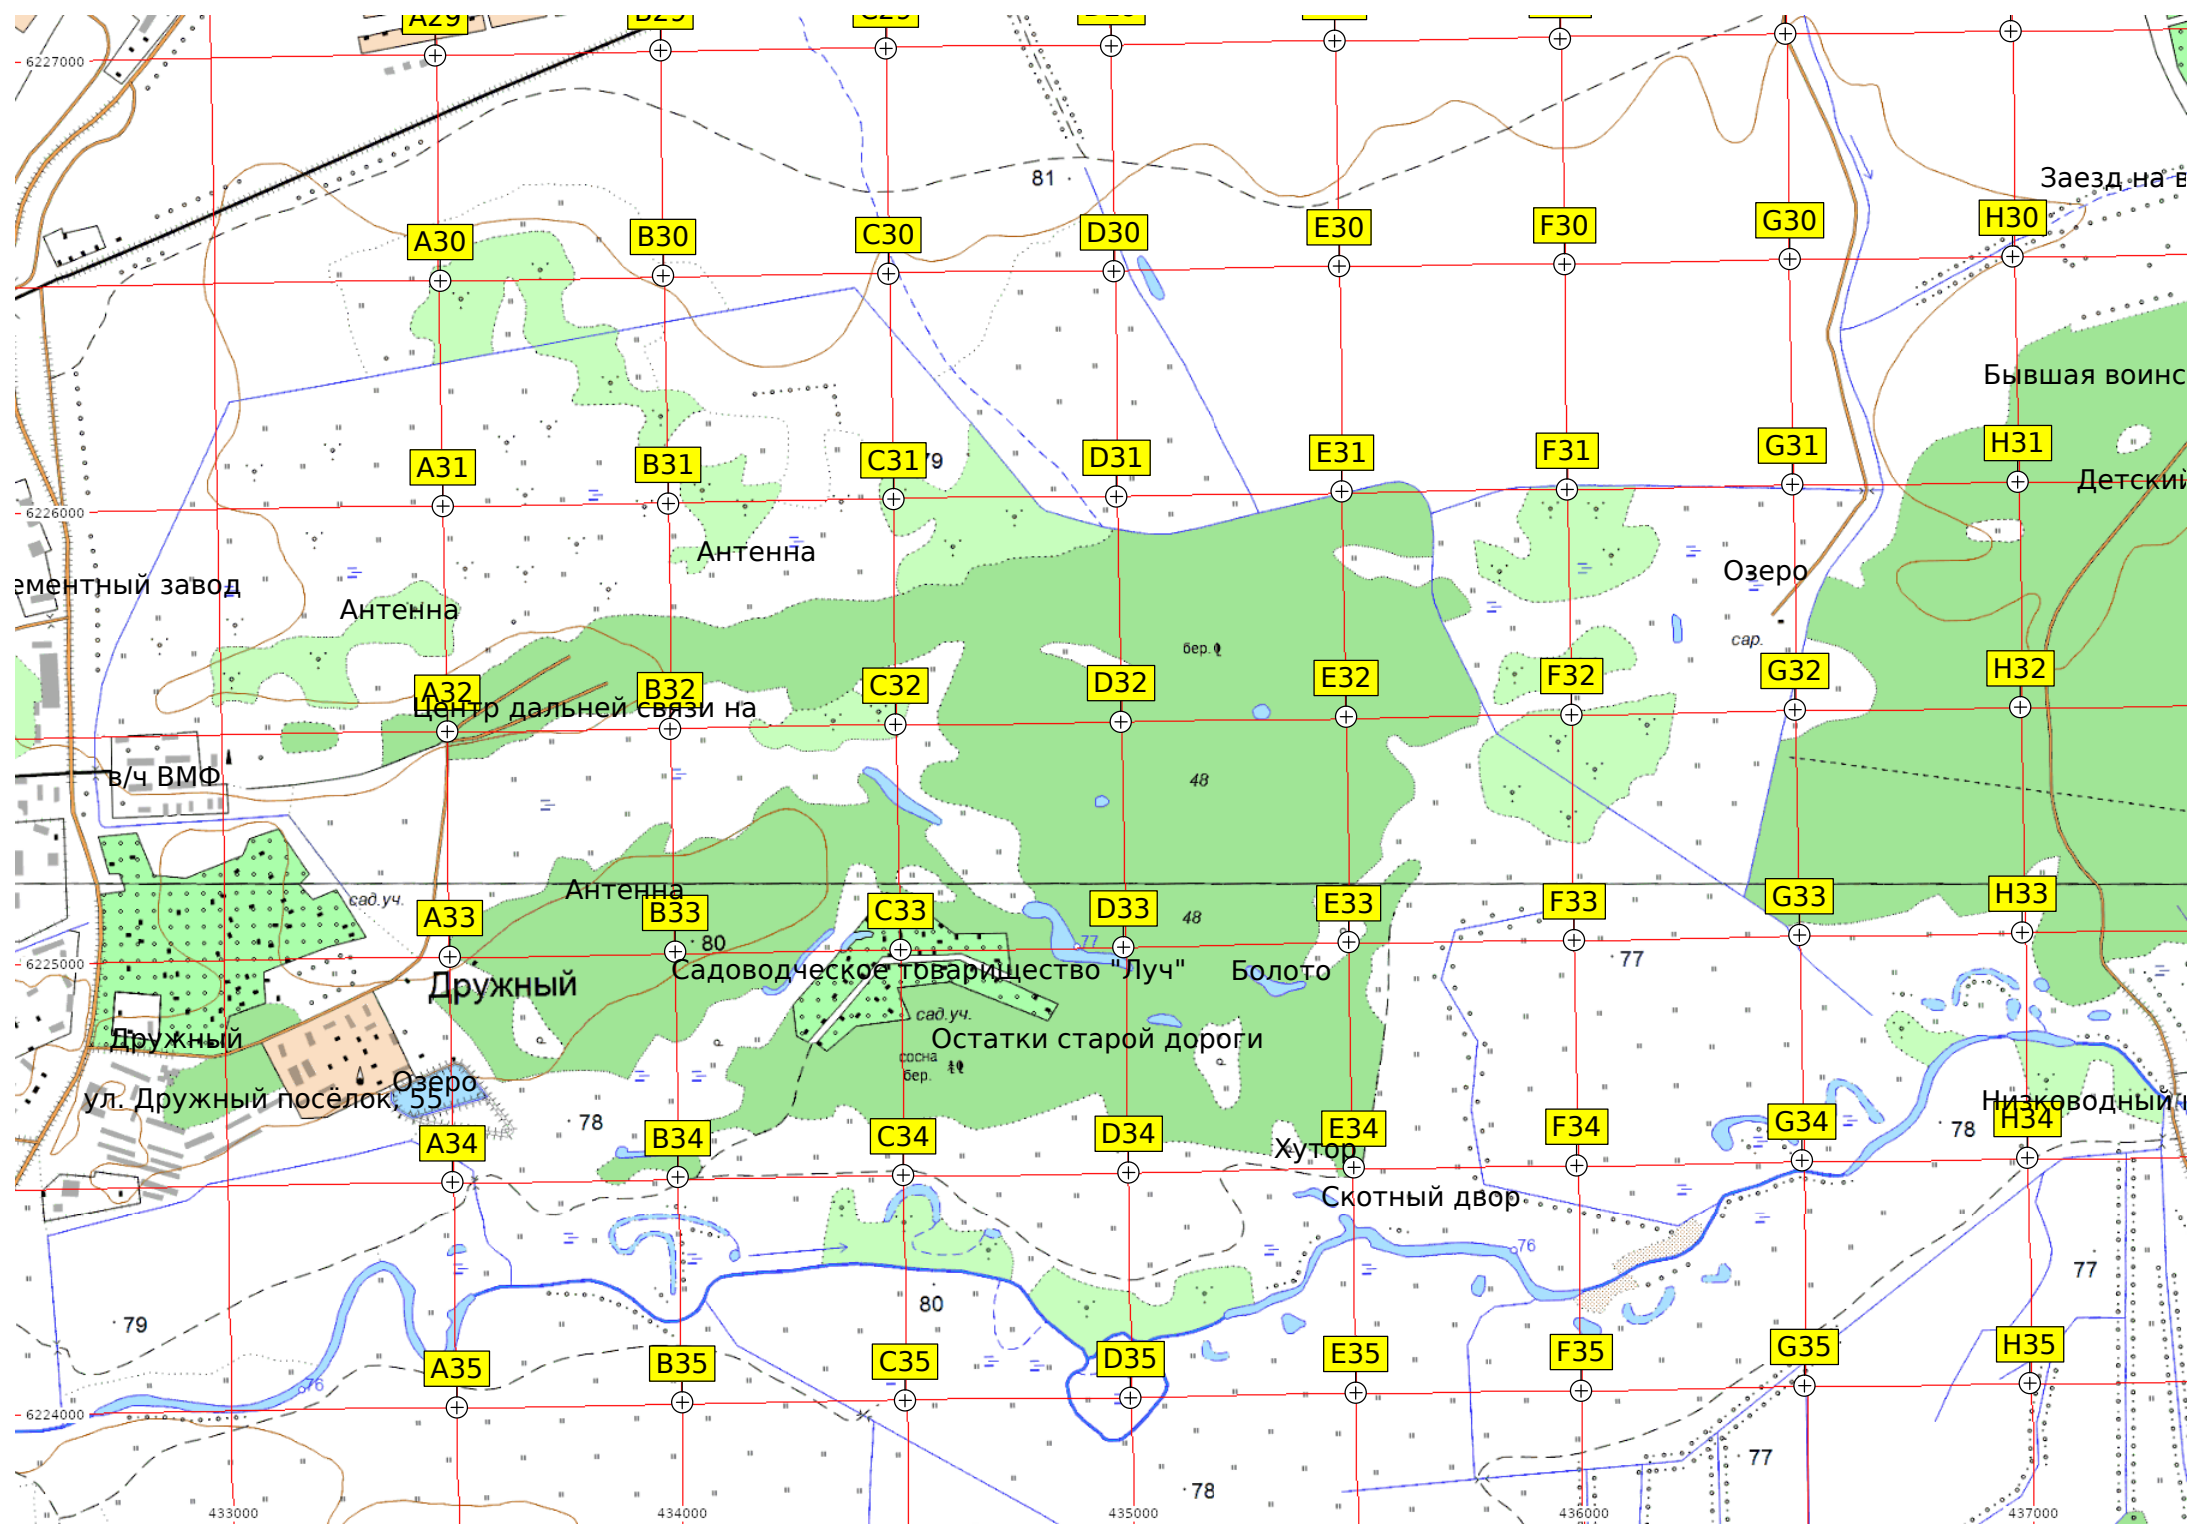 A29 B29 C29
6227000
81
Заезд на в
A30 B30 C30 D30 E30 F30 G30 H30
Бывшая воинс
A31 B31 C31 79 D31 E31 F31 G31 H31
Детский
6226000
Антенна
Озеро
ементный завод
Антенна
сар.
бер.
A32 B32 C32 D32 E32 F32 G32 H32
Центр дальней связи на
в/ч ВМФ
48
Антенна
сад.уч.
A33 B33 C33 D33 E33 F33 G33 H33
48
80
77
77
6225000
Садоводческое товарищество "Луч"
Болото
Дружный
сад.уч.
Дружный
Остатки старой дороги
сосна
бер.
Озеро
ул. Дружный посёлок, 55
Низководный
78
78
A34 B34 C34 D34 E34 F34 G34 H34
Хутор
Скотный двор
76
77
80
79
A35 B35 C35 D35 E35 F35 G35 H35
76
6224000
77
78
433000 434000 435000 436000 437000